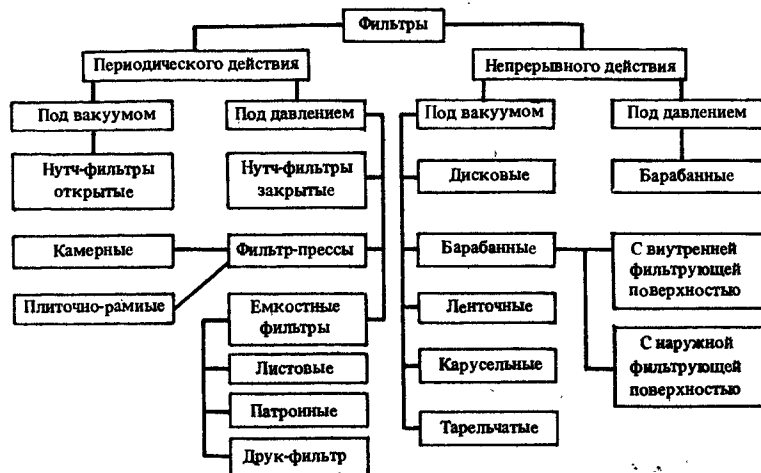 Фильтры
Периодического действия
Непрерывного действия
Под вакуумом
Под давлением
Под вакуумом
Под давлением
Нутч-фильтры
открытые
Нутч-фильтры
закрытые
Дисковые
Барабанные
Камерные
Фильтр-прессы
Барабанные
С внутренней
фильтрующей
поверхностью
Плиточно-рамные
Емкостные
фильтры
Ленточные
С наружной
фильтрующей
поверхностью
Листовые
Карусельные
Патронные
Тарельчатые
Друк-фильтр